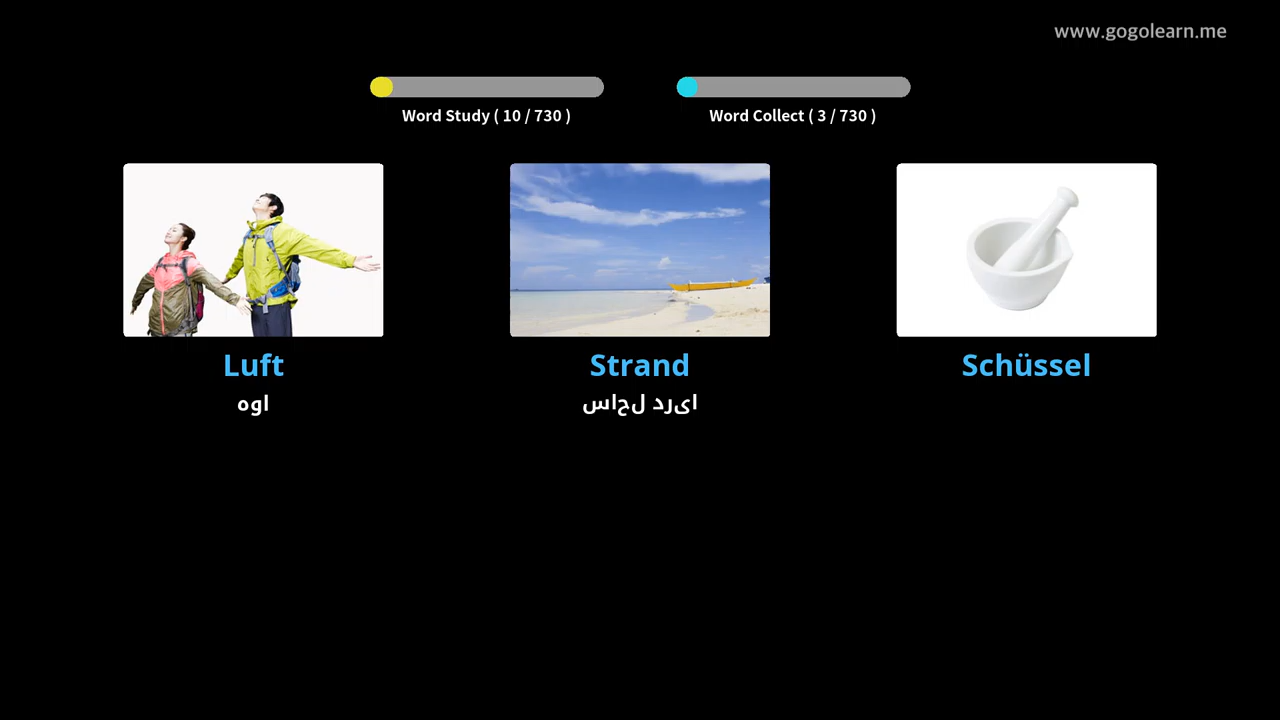 www.gogolearn.me
Word Study ( 10 / 730 )
Word Collect ( 3 / 730 )
Luft
اوه
Strand
ایرد لحاس
Schüssel